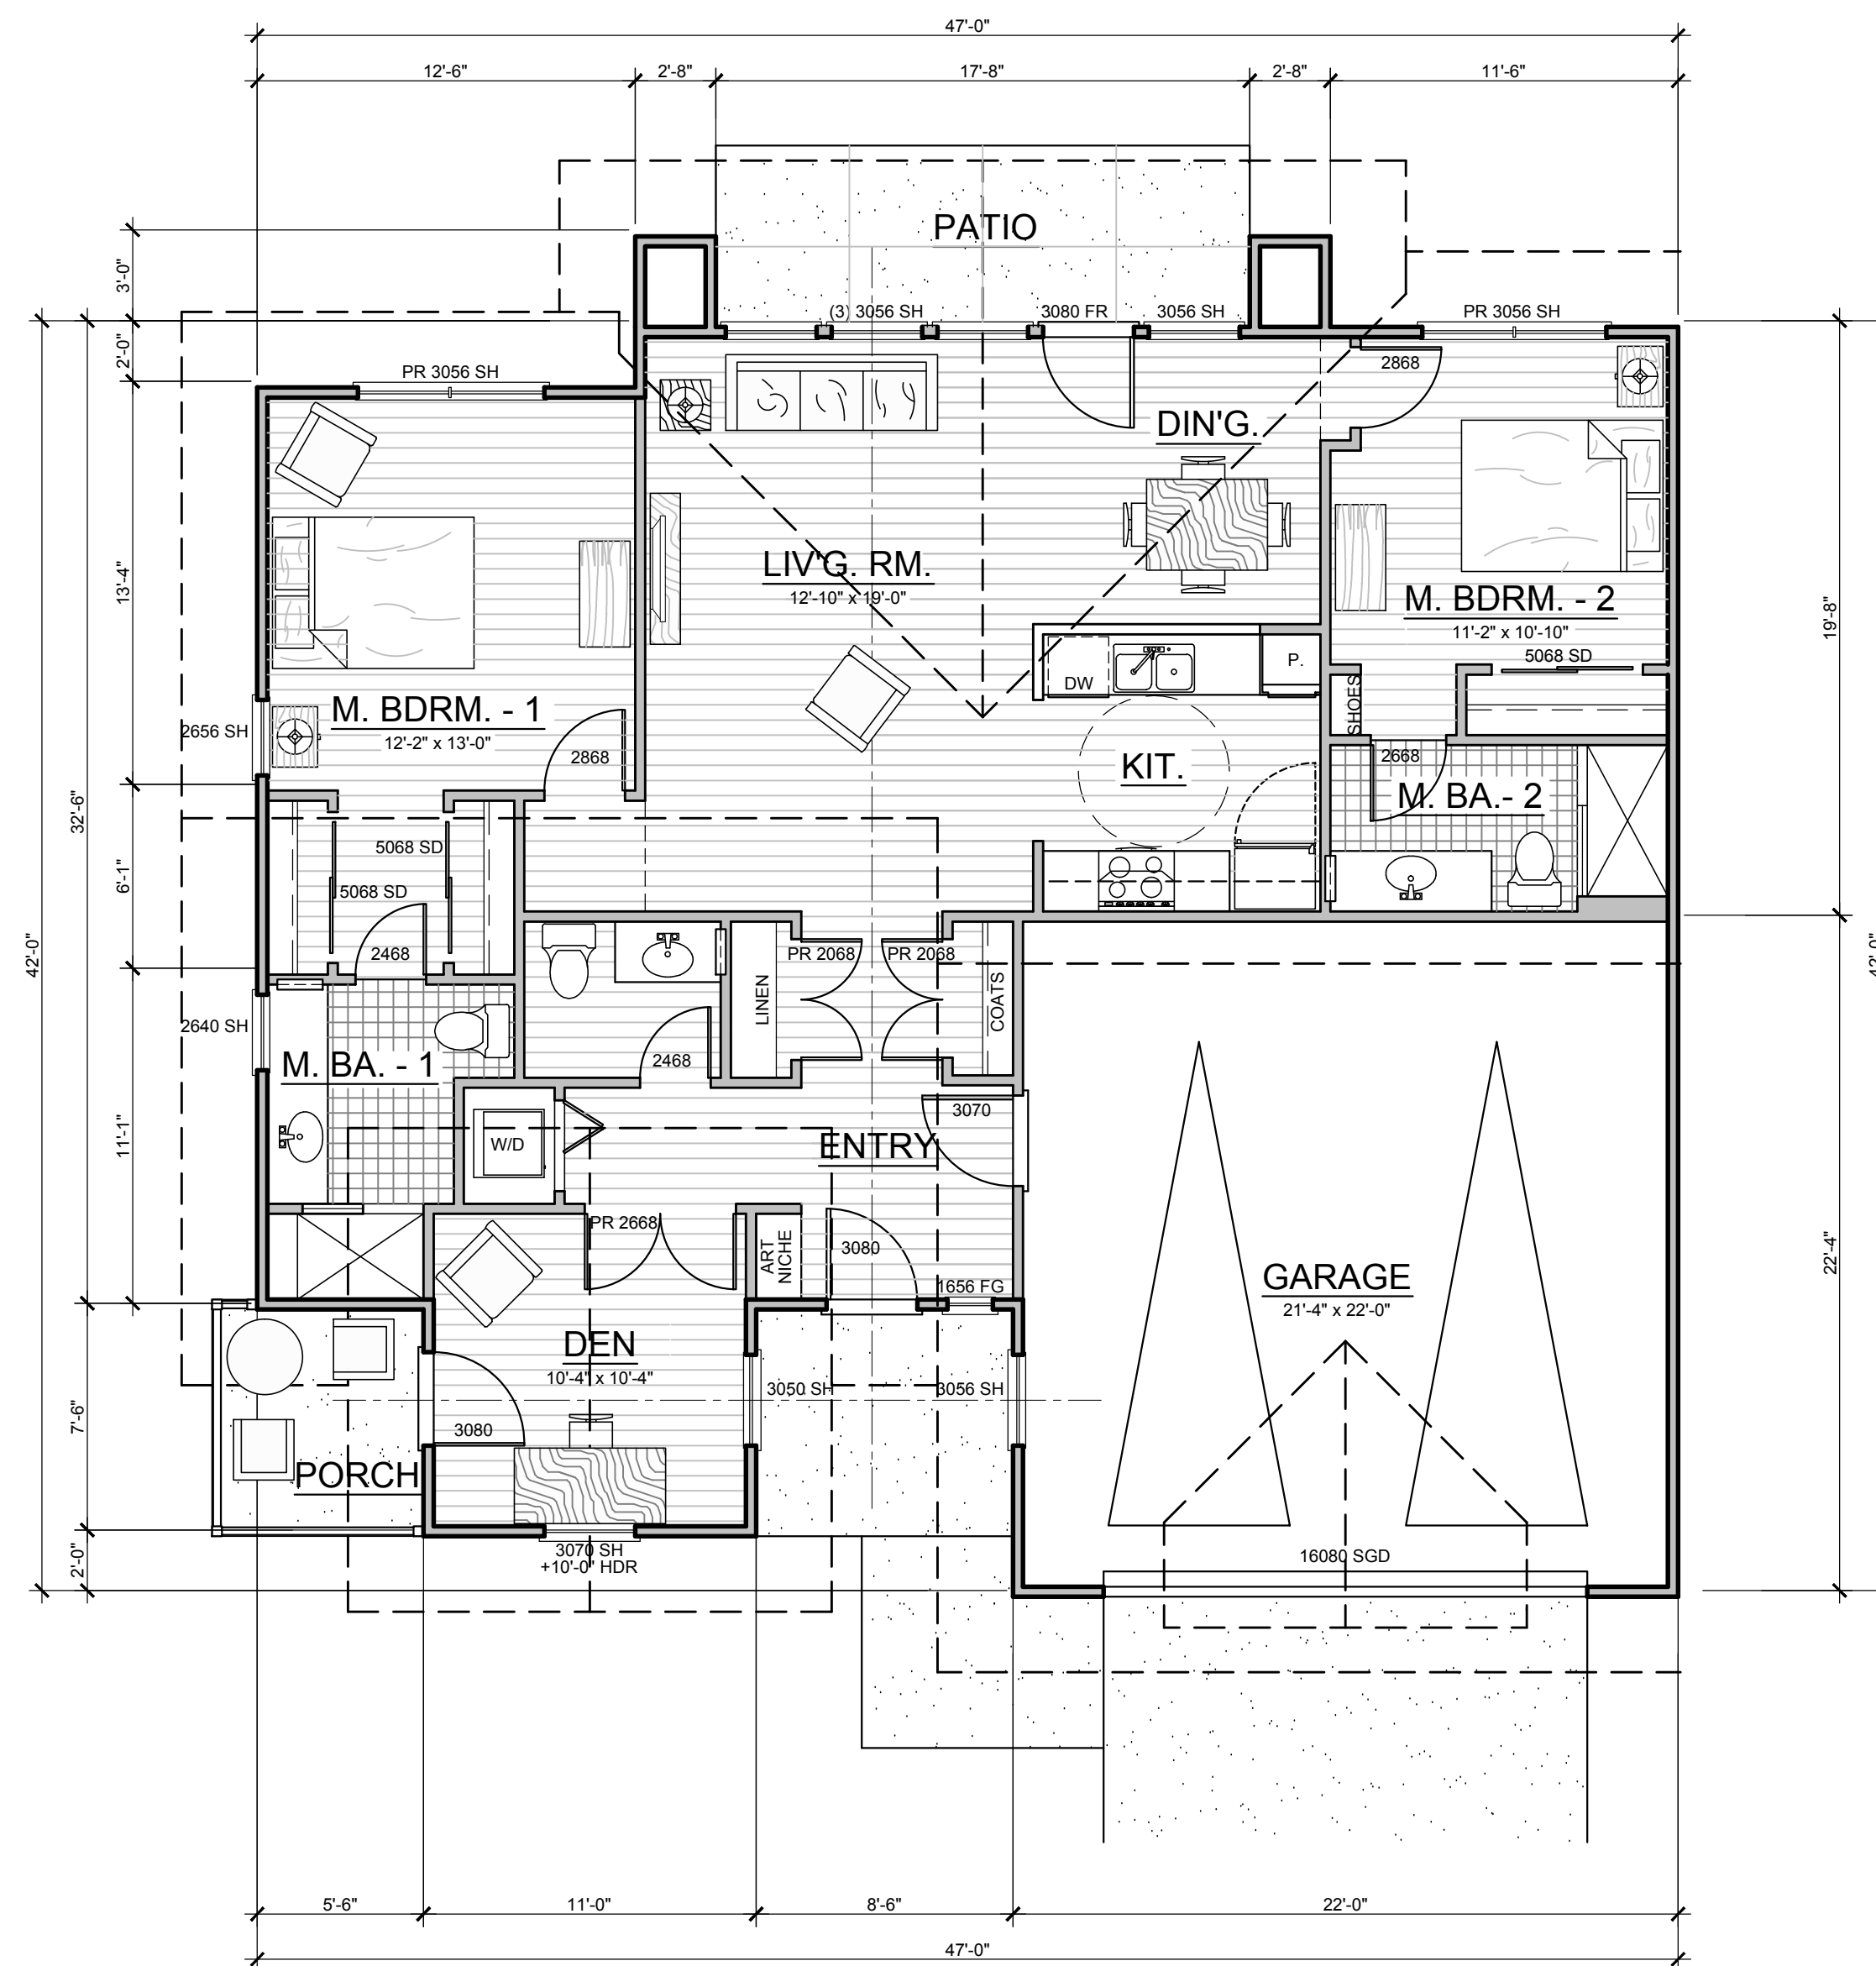 47'-0"
12'-6"
2'-8"
17'-8"
2'-8"
11'-6"
PATIO
3'-0"
(3) 3056 SH
3080 FR
3056 SH
PR 3056 SH
2'-0"
PR 3056 SH
2868
DIN'G.
LIV'G. RM.
12'-10" x 19'-0"
13'-4"
M. BDRM. - 2
11'-2" x 10'-10"
19'-8"
5068 SD
P.
DW
SHOES
M. BDRM. - 1
12'-2" x 13'-0"
2656 SH
2868
KIT.
2668
M. BA.- 2
32'-6"
5068 SD
5068 SD
6'-1"
2468
42'-0"
42'-0"
PR 2068
PR 2068
LINEN
COATS
2640 SH
M. BA. - 1
2468
3070
11'-1"
W/D
ENTRY
PR 2668
ART
NICHE
3080
1656 FG
GARAGE
21'-4" x 22'-0"
22'-4"
DEN
10'-4" x 10'-4"
3050 SH
3056 SH
7'-6"
3080
PORCH
3070 SH
+10'-0" HDR
16080 SGD
2'-0"
5'-6"
11'-0"
8'-6"
22'-0"
47'-0"